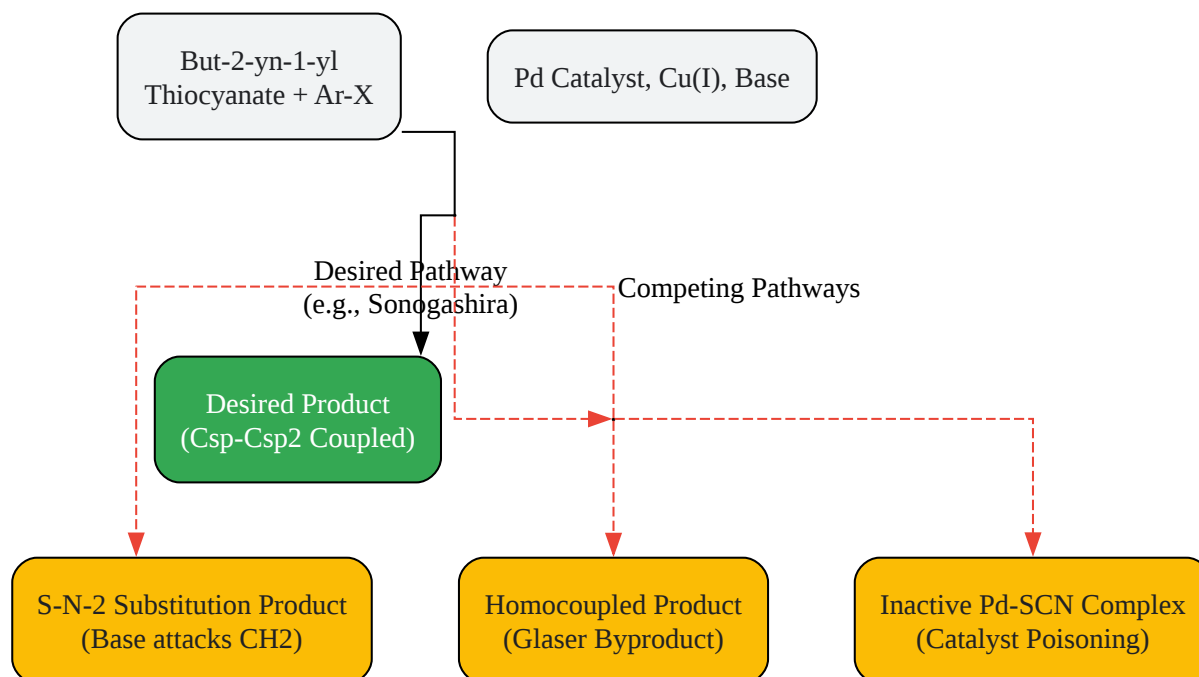 But-2-yn-1-yl
Thiocyanate + Ar-X
Pd Catalyst, Cu(I), Base
Desired Pathway
(e.g., Sonogashira)
Competing Pathways
Desired Product
(Csp-Csp2 Coupled)
S-N-2 Substitution Product
(Base attacks CH2)
Homocoupled Product
(Glaser Byproduct)
Inactive Pd-SCN Complex
(Catalyst Poisoning)